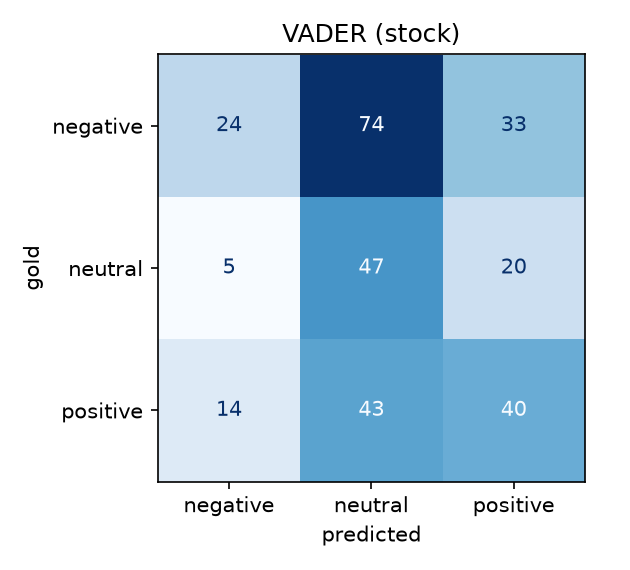 VADER (stock)
negative 24 74 33
neutral 5 47 20
positive 14 43 40
gold
negative neutral positive
predicted